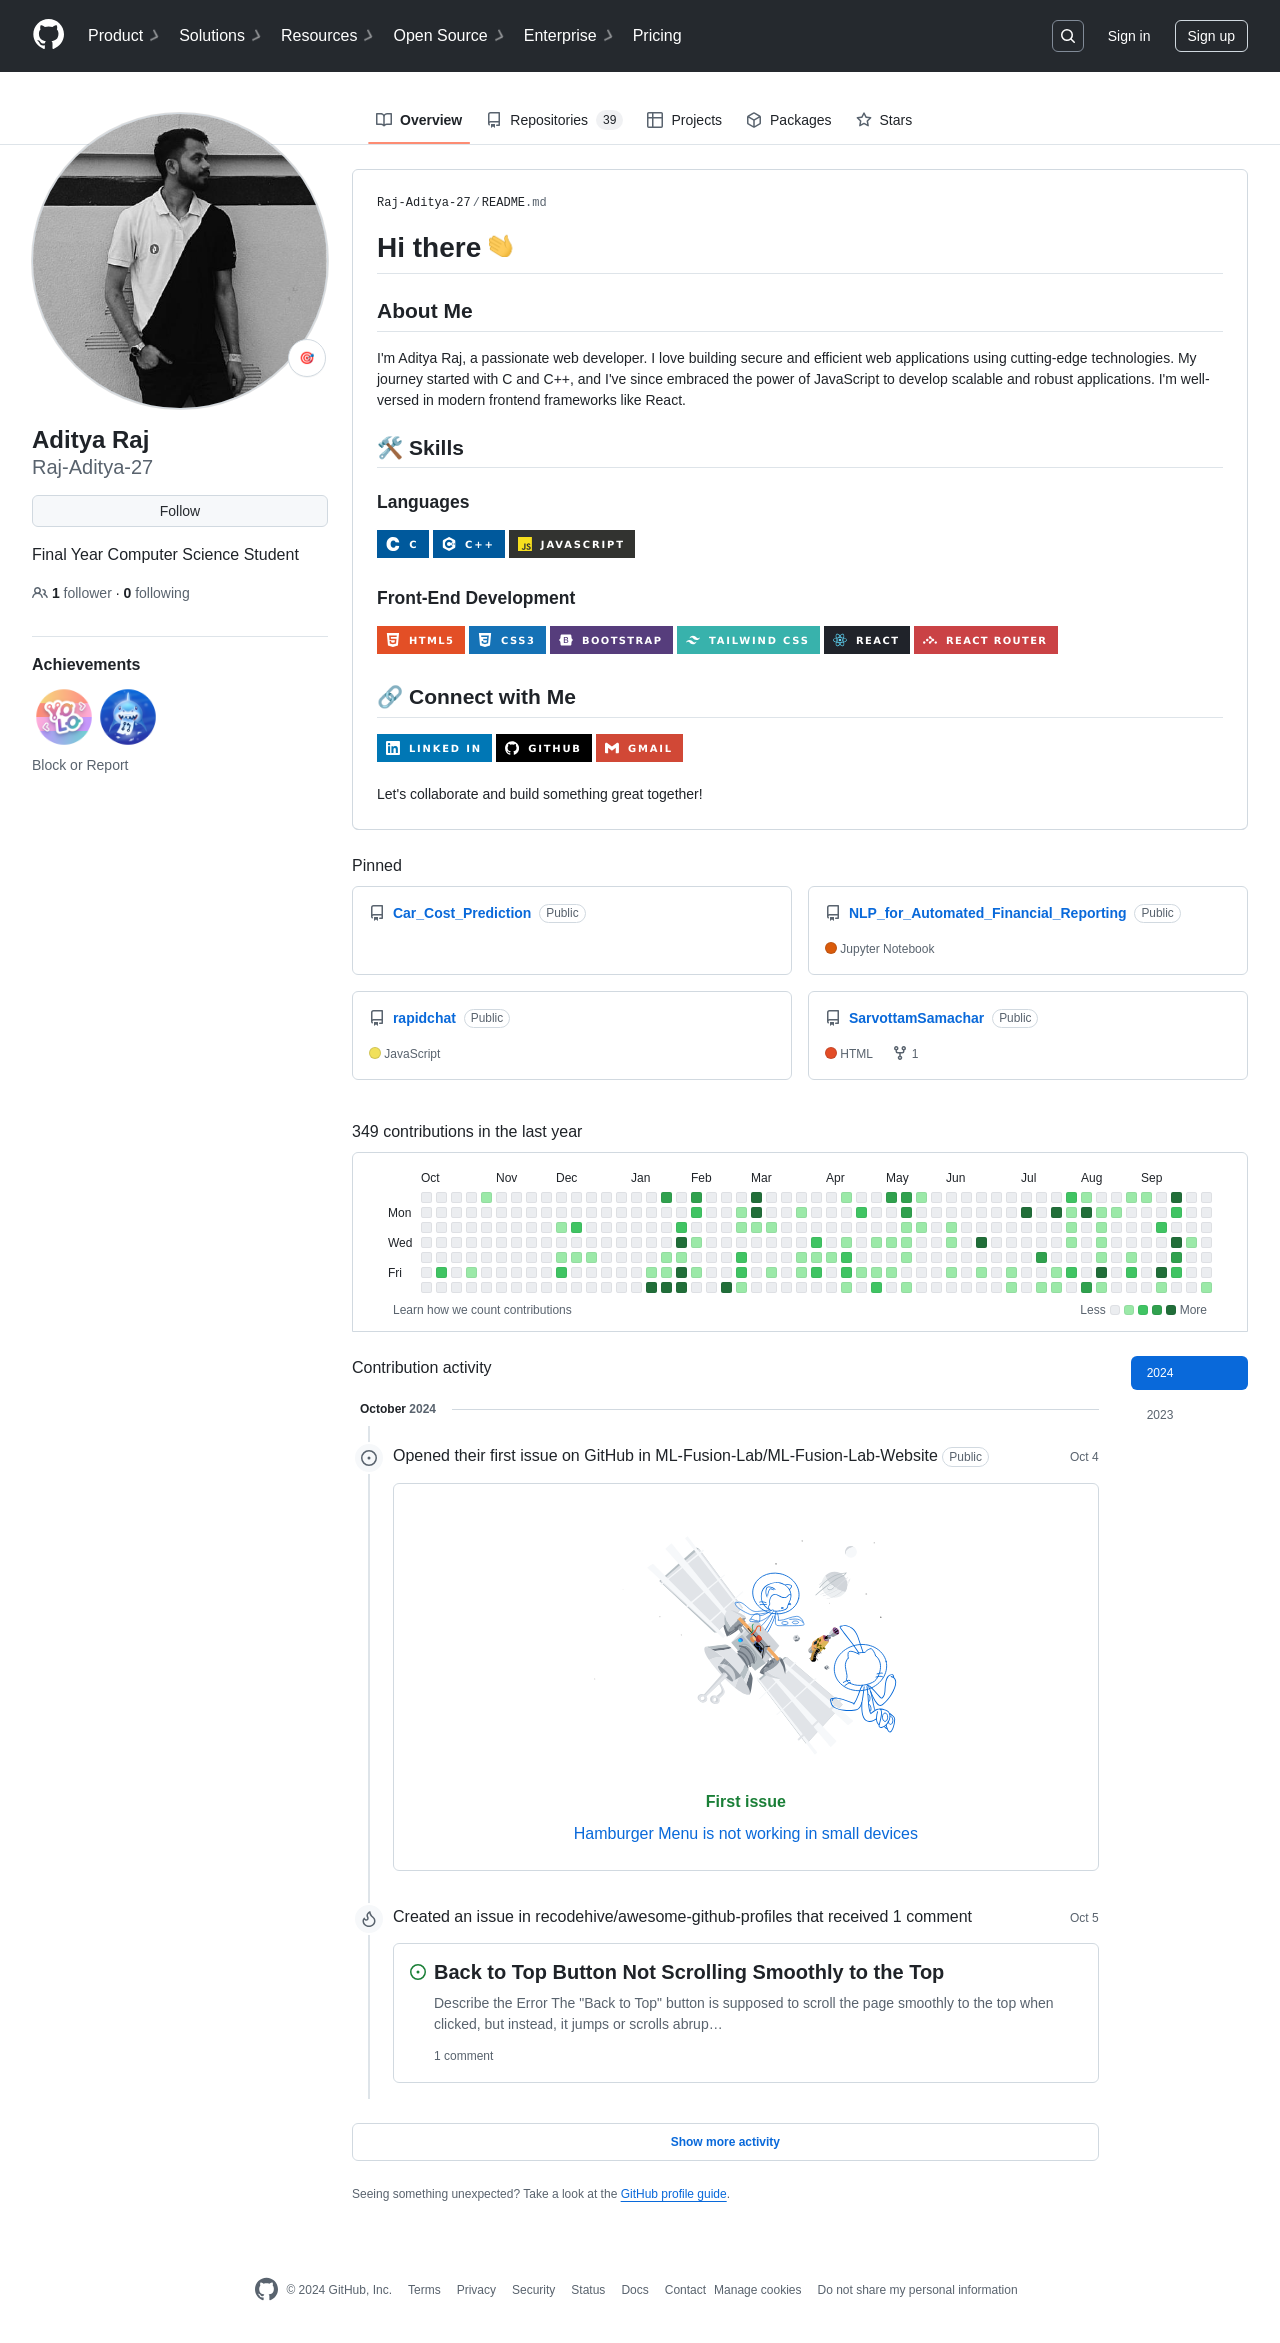 Product
Solutions
Resources
Open Source
Enterprise
Pricing
Sign in
Sign up
Overview
Repositories 39
Projects
Packages
Stars
Aditya Raj
Raj-Aditya-27
Follow
Final Year Computer Science Student
1 follower · 0 following
Achievements
YOLO
Block or Report
Raj-Aditya-27/README.md
Hi there 👋
About Me
I'm Aditya Raj, a passionate web developer. I love building secure and efficient web applications using cutting-edge technologies. My
journey started with C and C++, and I've since embraced the power of JavaScript to develop scalable and robust applications. I'm well-
versed in modern frontend frameworks like React.
🛠️ Skills
Languages
C
C++
JS JAVASCRIPT
Front-End Development
HTML5
CSS3
B BOOTSTRAP
TAILWIND CSS
REACT
REACT ROUTER
🔗 Connect with Me
in LINKED IN
GITHUB
GMAIL
Let's collaborate and build something great together!
Pinned
Car_Cost_Prediction Public
NLP_for_Automated_Financial_Reporting Public
Jupyter Notebook
rapidchat Public
JavaScript
SarvottamSamachar Public
HTML 1
349 contributions in the last year
Oct Nov Dec Jan Feb Mar Apr May Jun Jul Aug Sep
Mon
Wed
Fri
Learn how we count contributions
Less More
Contribution activity
2024
2023
October 2024
Opened their first issue on GitHub in ML-Fusion-Lab/ML-Fusion-Lab-Website Public
Oct 4
First issue
Hamburger Menu is not working in small devices
Created an issue in recodehive/awesome-github-profiles that received 1 comment
Oct 5
Back to Top Button Not Scrolling Smoothly to the Top
Describe the Error The "Back to Top" button is supposed to scroll the page smoothly to the top when
clicked, but instead, it jumps or scrolls abrup…
1 comment
Show more activity
Seeing something unexpected? Take a look at the GitHub profile guide.
© 2024 GitHub, Inc.
Terms
Privacy
Security
Status
Docs
Contact
Manage cookies
Do not share my personal information